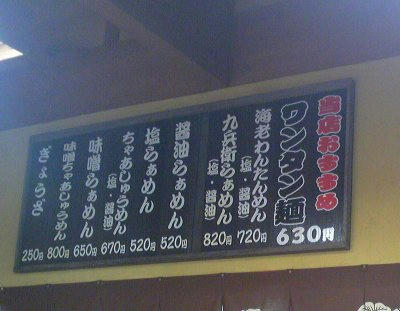 当店おすすめ
ワンタン麺 630円
海老わんたんめん
(塩・醤油) 720円
九兵衛らぁめん
(塩・醤油) 820円
醤油らぁめん 520円
塩らぁめん 520円
ちゃあしゅうめん
(塩・醤油) 670円
味噌らぁめん 650円
味噌ちゃあしゅうめん 800円
ぎょうざ 250円